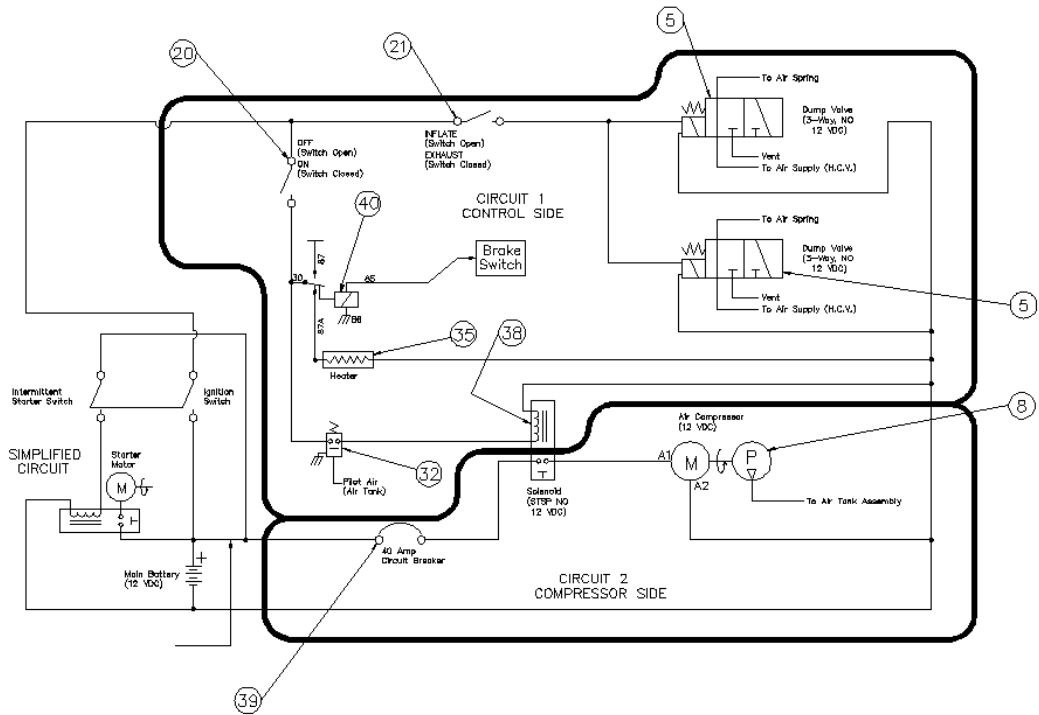 5
20
21
To Air Spring
Dump Valve
(3-Way, NO
12 VDC)
Vent
To Air Supply (H.C.V.)
OFF
(Switch Open)
ON
(Switch Closed)
INFLATE
(Switch Open)
EXHAUST
(Switch Closed)
CIRCUIT 1
CONTROL SIDE
40
To Air Spring
Dump Valve
(3-Way, NO
12 VDC)
Vent
To Air Supply (H.C.V.)
5
87
30
85
86
87A
Brake
Switch
35
38
Heater
Intermittent
Starter Switch
Ignition
Switch
Air Compressor
(12 VDC)
8
SIMPLIFIED
CIRCUIT
Starter
Motor
M
32
Pilot Air
(Air Tank)
Solenoid
(STSP NO
12 VDC)
A1
M
A2
P
To Air Tank Assembly
40 Amp
Circuit Breaker
Main Battery
(12 VDC)
+
CIRCUIT 2
COMPRESSOR SIDE
39